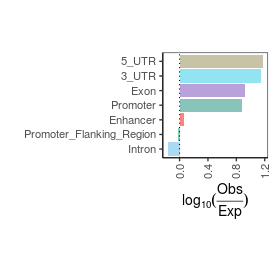 5_UTR
3_UTR
Exon
Promoter
Enhancer
Promoter_Flanking_Region
Intron
0.0 0.4 0.8 1.2
log10(Obs/Exp)